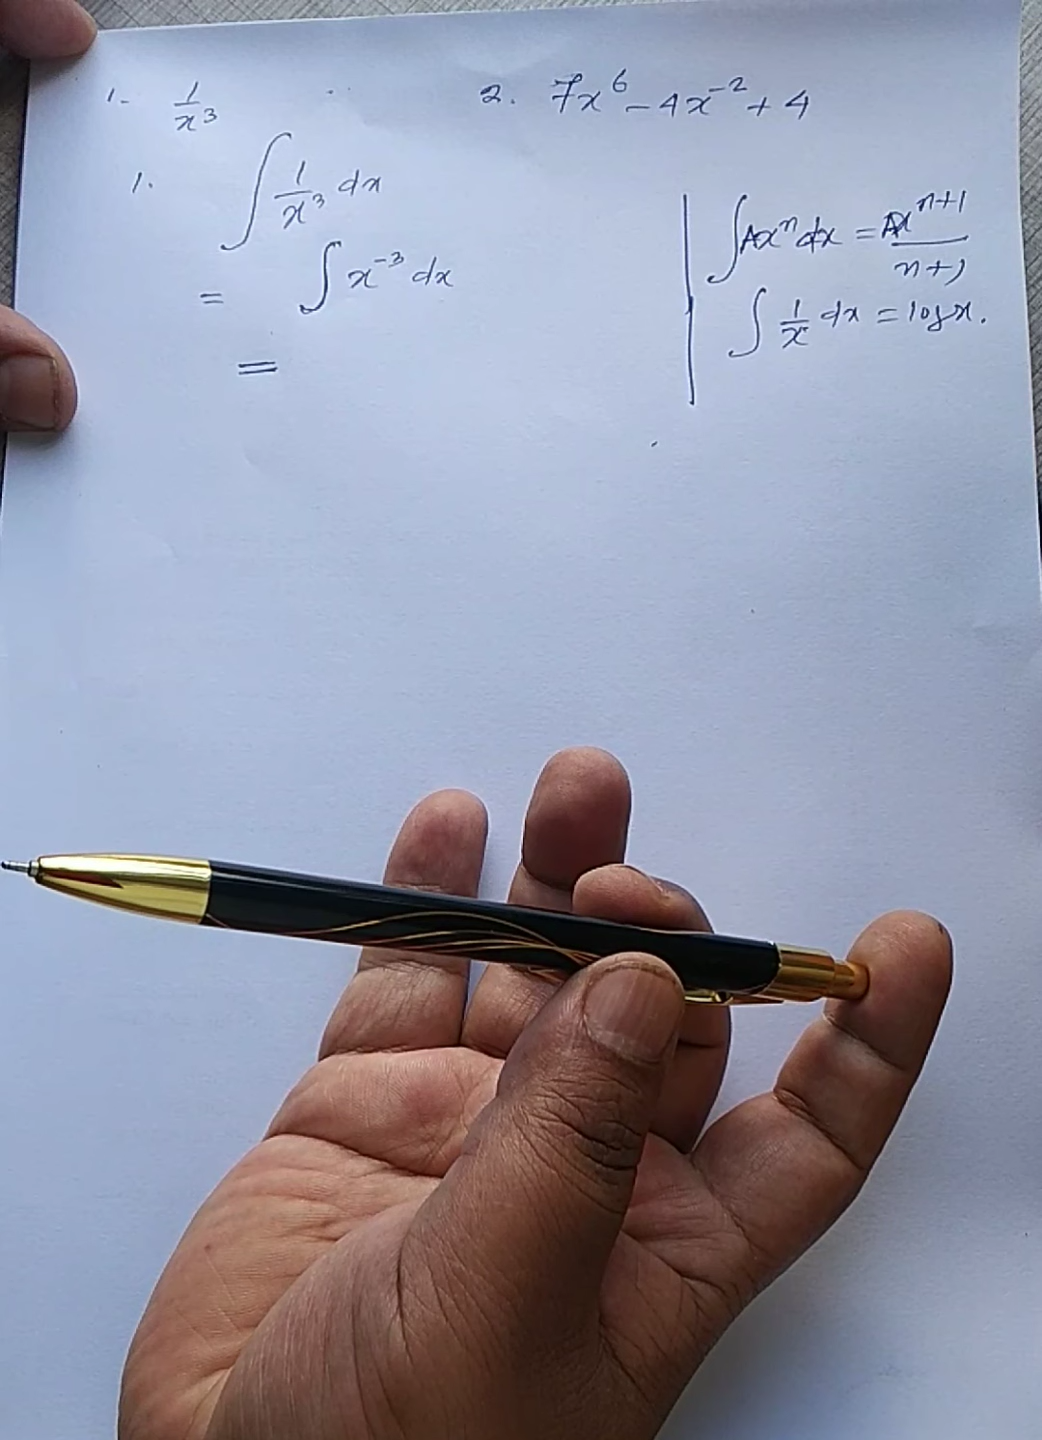 1. 1/x³ 2. 7x⁶ - 4x⁻² + 4
1. ∫ 1/x³ dx
= ∫ x⁻³ dx
=
∫ Axⁿ dx = Axⁿ⁺¹/n+1
∫ 1/x dx = log x.